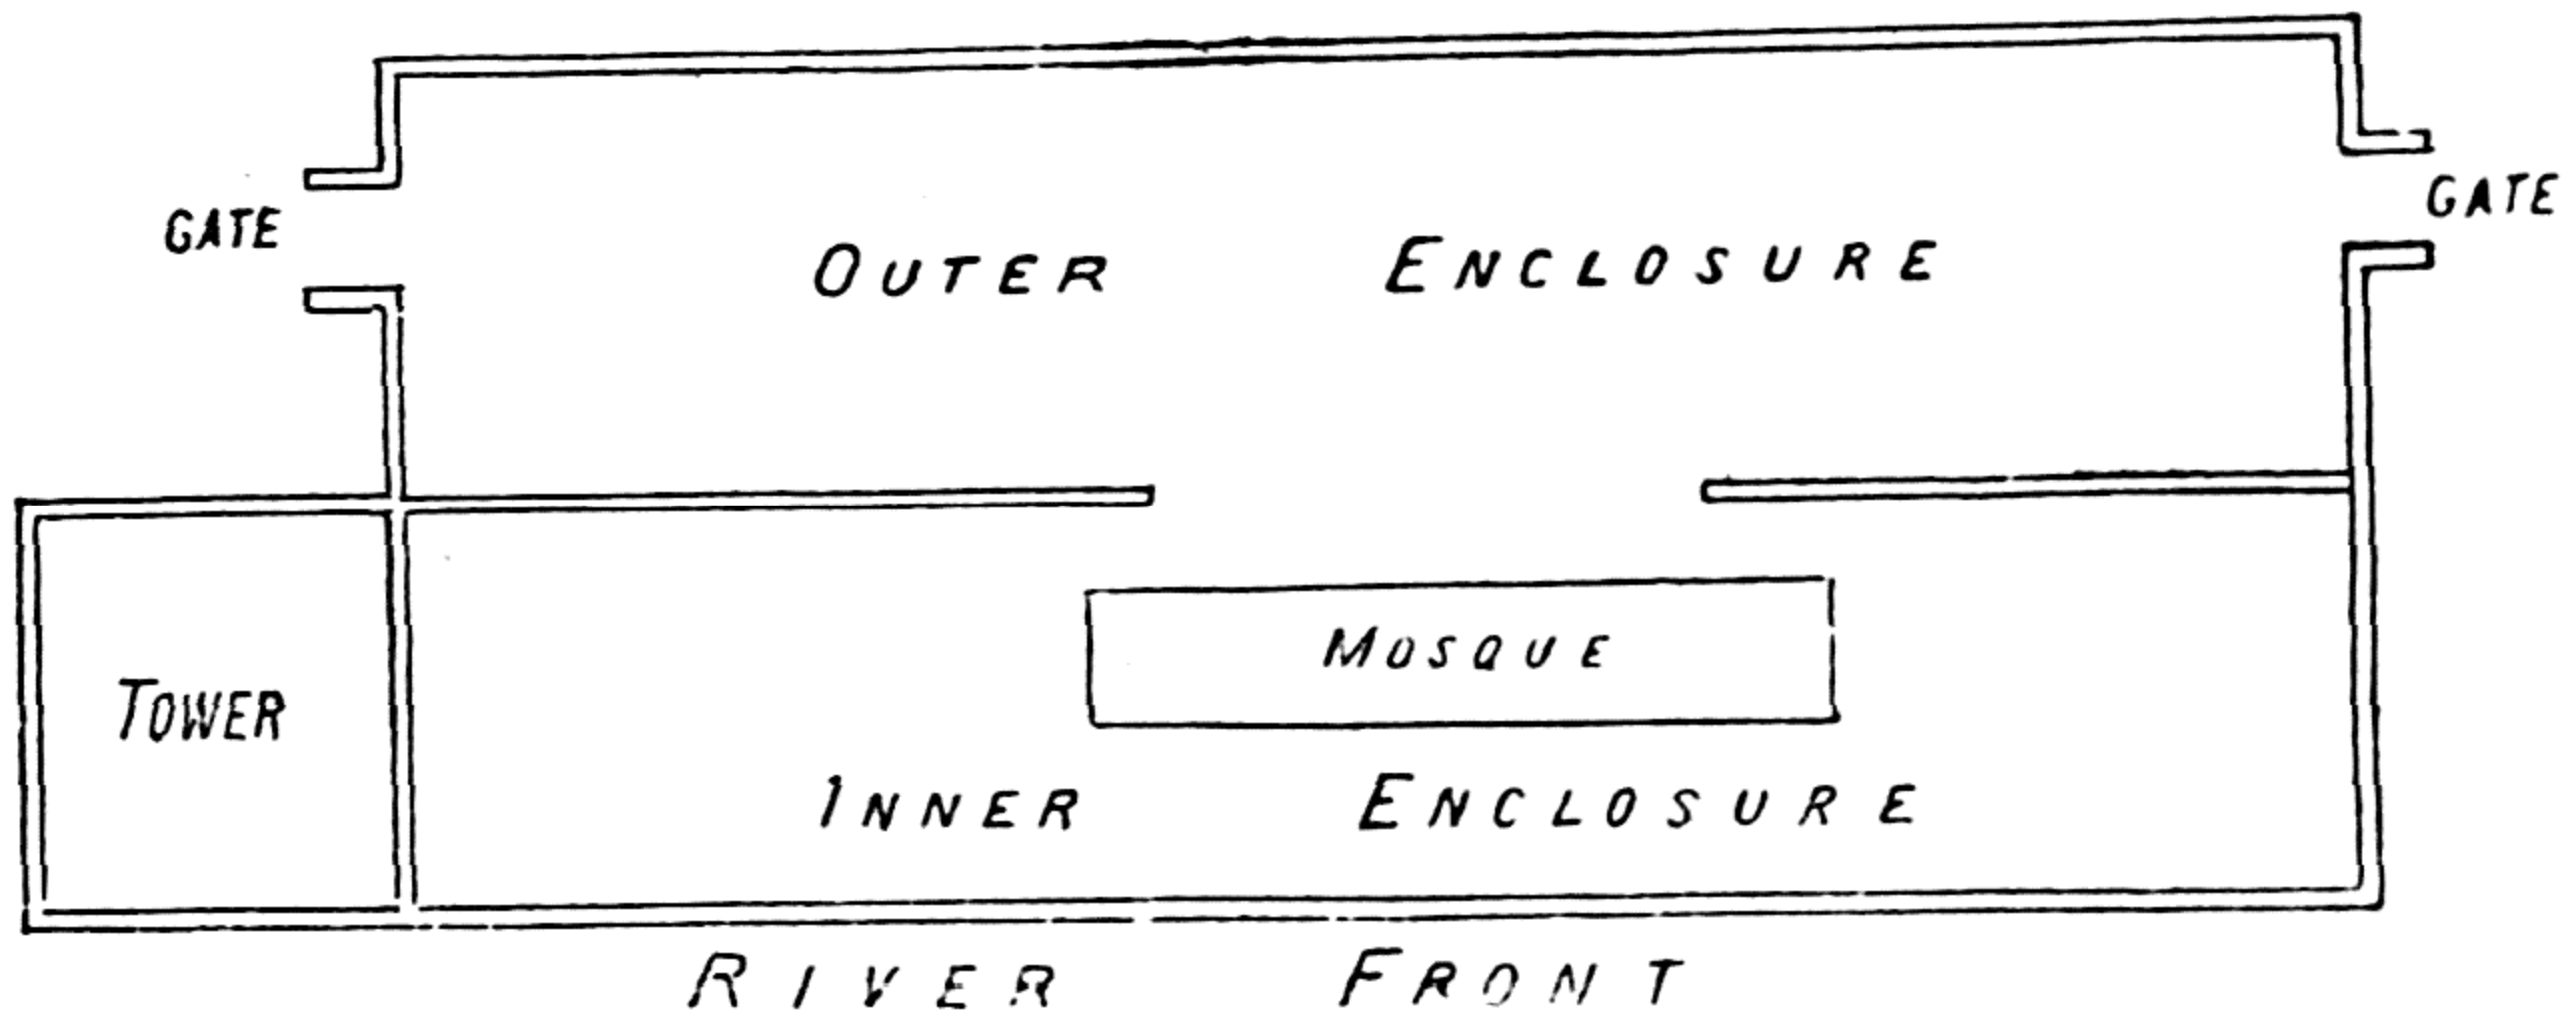 GATE
GATE
OUTER ENCLOSURE
MOSQUE
TOWER
INNER ENCLOSURE
RIVER FRONT